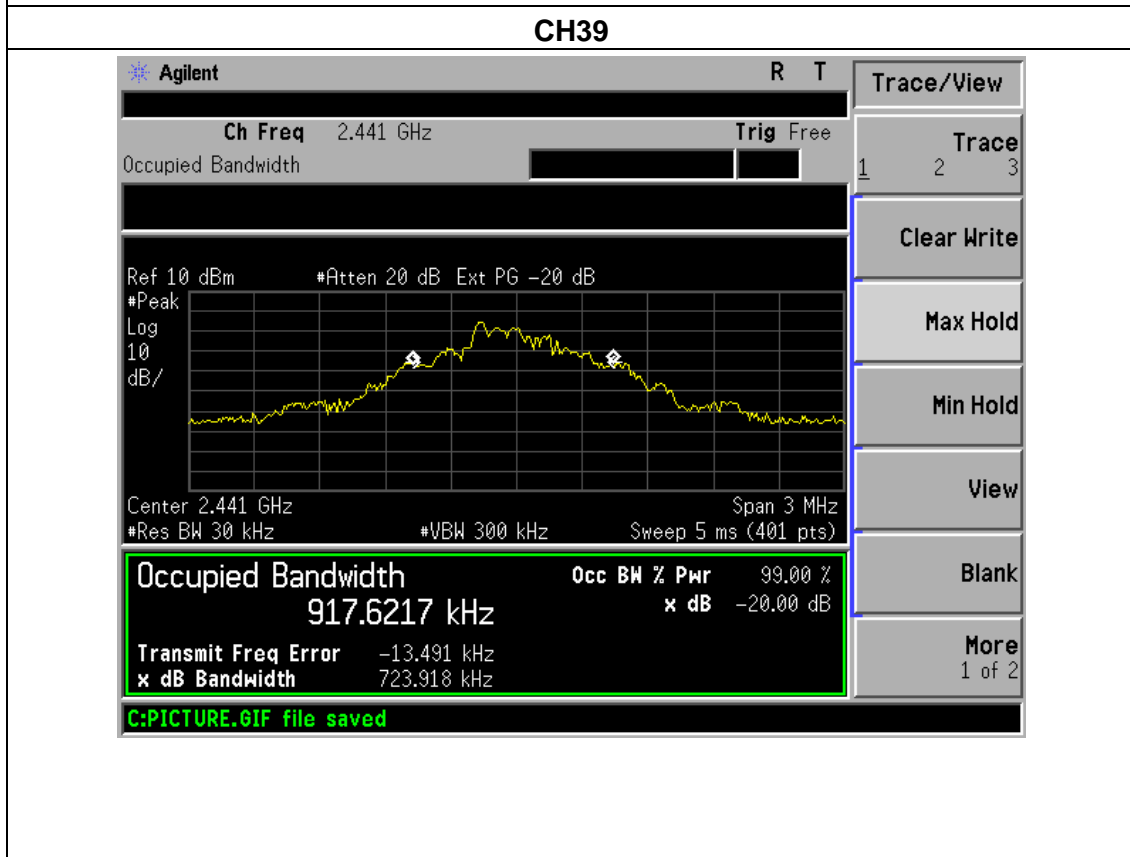 CH39
Agilent R T
Trace/View
Ch Freq 2.441 GHz Trig Free
Occupied Bandwidth
Trace
1 2 3
Clear Write
Ref 10 dBm #Atten 20 dB Ext PG -20 dB
#Peak
Log
10
dB/
Max Hold
Min Hold
View
Center 2.441 GHz Span 3 MHz
#Res BW 30 kHz #VBW 300 kHz Sweep 5 ms (401 pts)
Occupied Bandwidth Occ BW % Pwr 99.00 %
917.6217 kHz x dB -20.00 dB
Blank
Transmit Freq Error -13.491 kHz
x dB Bandwidth 723.918 kHz
More
1 of 2
C:PICTURE.GIF file saved